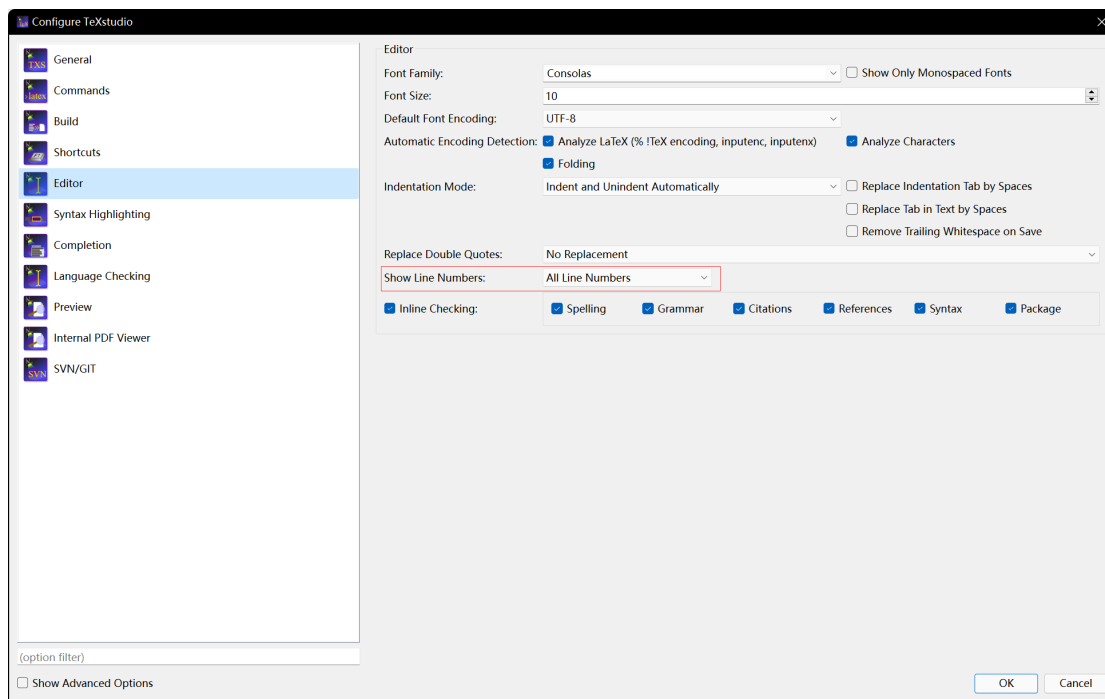 Configure TeXstudio
General
Commands
Build
Shortcuts
Editor
Syntax Highlighting
Completion
Language Checking
Preview
Internal PDF Viewer
SVN/GIT
(option filter)
Show Advanced Options
Editor
Font Family: Consolas Show Only Monospaced Fonts
Font Size: 10
Default Font Encoding: UTF-8
Automatic Encoding Detection: Analyze LaTeX (% !TeX encoding, inputenc, inputenx) Analyze Characters
Folding
Indentation Mode: Indent and Unindent Automatically Replace Indentation Tab by Spaces
Replace Tab in Text by Spaces
Remove Trailing Whitespace on Save
Replace Double Quotes: No Replacement
Show Line Numbers: All Line Numbers
Inline Checking: Spelling Grammar Citations References Syntax Package
OK Cancel